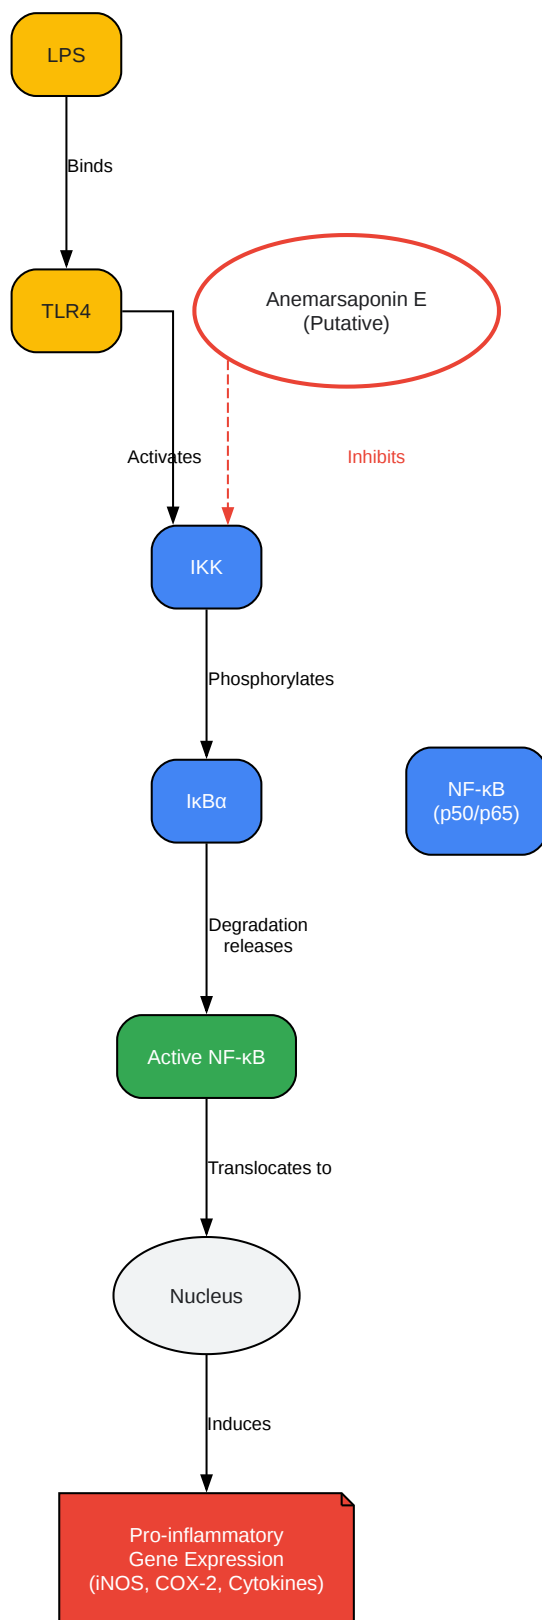 LPS
Binds
TLR4
Anemarsaponin E
(Putative)
Activates
Inhibits
IKK
Phosphorylates
IκBα
NF-κB
(p50/p65)
Degradation
releases
Active NF-κB
Translocates to
Nucleus
Induces
Pro-inflammatory
Gene Expression
(iNOS, COX-2, Cytokines)